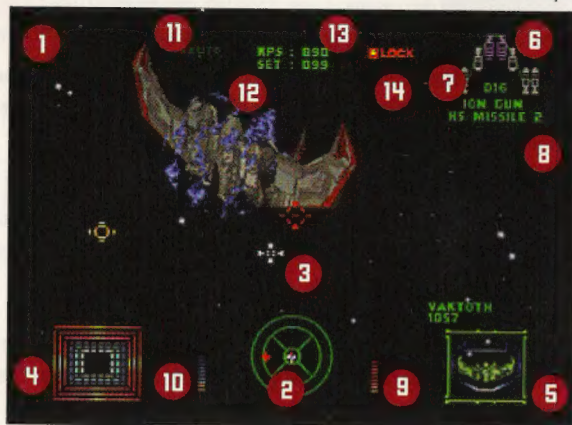 1
11
13
6
KPS : 090
SET : 099
LOCK
7
12
14
D16
ION GUN
HS MISSILE 2
8
3
VAKTOTH
1057
4
10
2
9
5